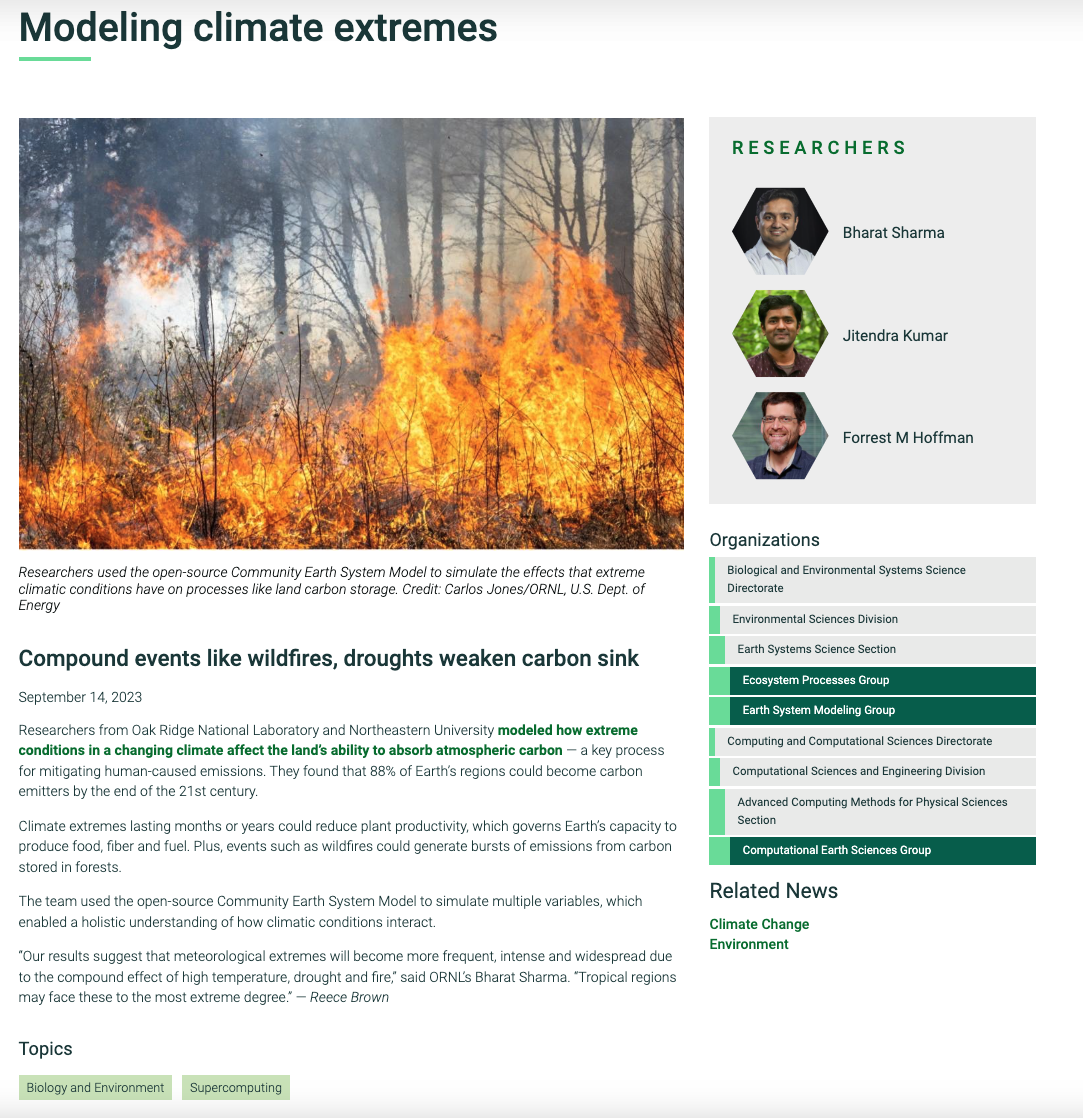 Modeling climate extremes
Researchers used the open-source Community Earth System Model to simulate the effects that extreme
climatic conditions have on processes like land carbon storage. Credit: Carlos Jones/ORNL, U.S. Dept. of
Energy
Compound events like wildfires, droughts weaken carbon sink
September 14, 2023
Researchers from Oak Ridge National Laboratory and Northeastern University modeled how extreme
conditions in a changing climate affect the land’s ability to absorb atmospheric carbon — a key process
for mitigating human-caused emissions. They found that 88% of Earth’s regions could become carbon
emitters by the end of the 21st century.
Climate extremes lasting months or years could reduce plant productivity, which governs Earth’s capacity to
produce food, fiber and fuel. Plus, events such as wildfires could generate bursts of emissions from carbon
stored in forests.
The team used the open-source Community Earth System Model to simulate multiple variables, which
enabled a holistic understanding of how climatic conditions interact.
“Our results suggest that meteorological extremes will become more frequent, intense and widespread due
to the compound effect of high temperature, drought and fire,” said ORNL’s Bharat Sharma. “Tropical regions
may face these to the most extreme degree.” — Reece Brown
Topics
Biology and Environment
Supercomputing
RESEARCHERS
Bharat Sharma
Jitendra Kumar
Forrest M Hoffman
Organizations
Biological and Environmental Systems Science
Directorate
Environmental Sciences Division
Earth Systems Science Section
Ecosystem Processes Group
Earth System Modeling Group
Computing and Computational Sciences Directorate
Computational Sciences and Engineering Division
Advanced Computing Methods for Physical Sciences
Section
Computational Earth Sciences Group
Related News
Climate Change
Environment